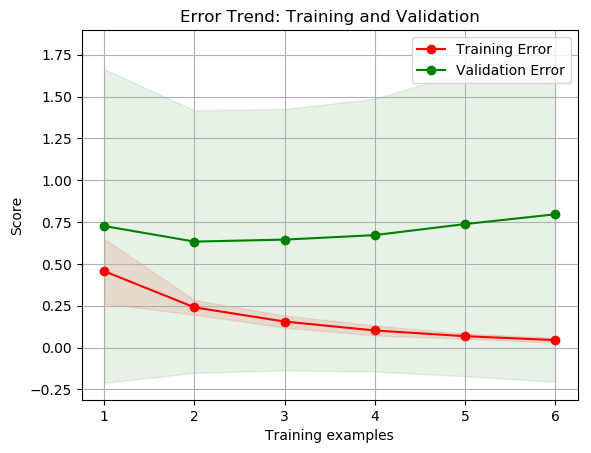 Error Trend: Training and Validation
Training Error
Validation Error
1.75
1.50
1.25
1.00
0.75
0.50
0.25
0.00
−0.25
Score
1 2 3 4 5 6
Training examples